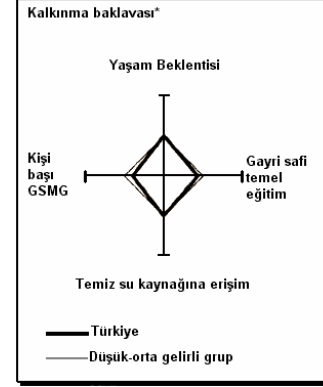 Kalkınma baklavası*
Yaşam Beklentisi
Kişi
başı
GSMG
Gayri safi
temel
eğitim
Temiz su kaynağına erişim
Türkiye
Düşük-orta gelirli grup